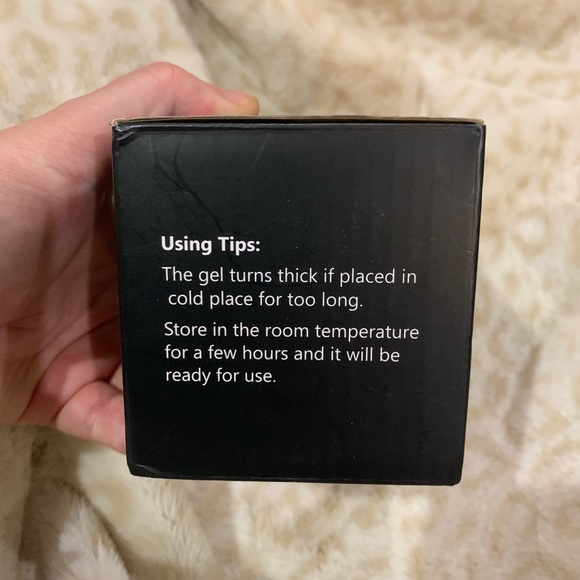 Using Tips:
The gel turns thick if placed in
cold place for too long.
Store in the room temperature
for a few hours and it will be
ready for use.